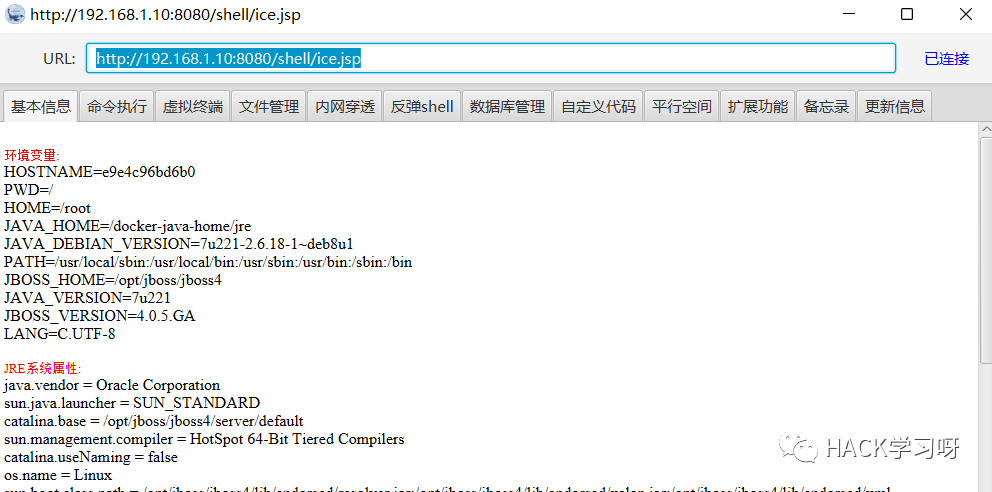 http://192.168.1.10:8080/shell/ice.jsp
URL: http://192.168.1.10:8080/shell/ice.jsp 已连接
基本信息 命令执行 虚拟终端 文件管理 内网穿透 反弹shell 数据库管理 自定义代码 平行空间 扩展功能 备忘录 更新信息
环境变量:
HOSTNAME=e9e4c96bd6b0
PWD=/
HOME=/root
JAVA_HOME=/docker-java-home/jre
JAVA_DEBIAN_VERSION=7u221-2.6.18-1~deb8u1
PATH=/usr/local/sbin:/usr/local/bin:/usr/sbin:/usr/bin:/sbin:/bin
JBOSS_HOME=/opt/jboss/jboss4
JAVA_VERSION=7u221
JBOSS_VERSION=4.0.5.GA
LANG=C.UTF-8
JRE系统属性:
java.vendor = Oracle Corporation
sun.java.launcher = SUN_STANDARD
catalina.base = /opt/jboss/jboss4/server/default
sun.management.compiler = HotSpot 64-Bit Tiered Compilers
catalina.useNaming = false
os.name = Linux
HACK学习呀